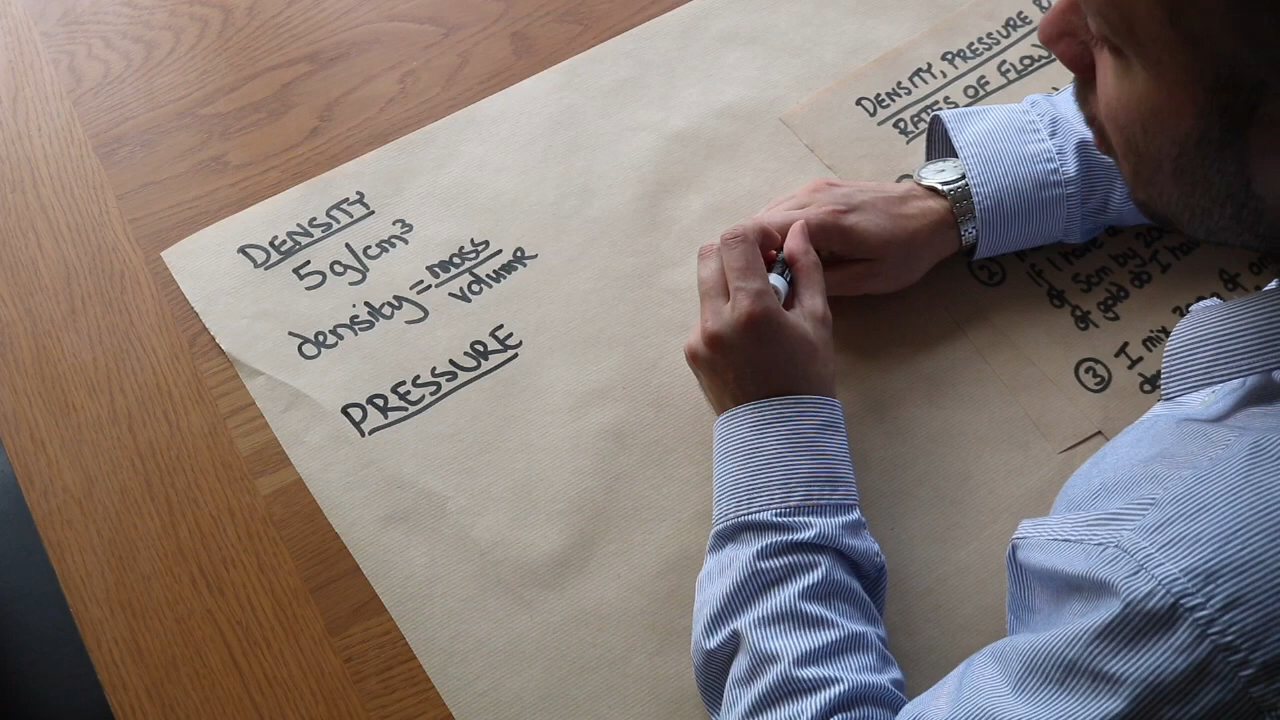 DENSITY
5g/cm³
density = mass
volume
PRESSURE
DENSITY, PRESSURE
RATES OF FLOW
②
if I have a
of 5cm by
of gold do I
③ I mix